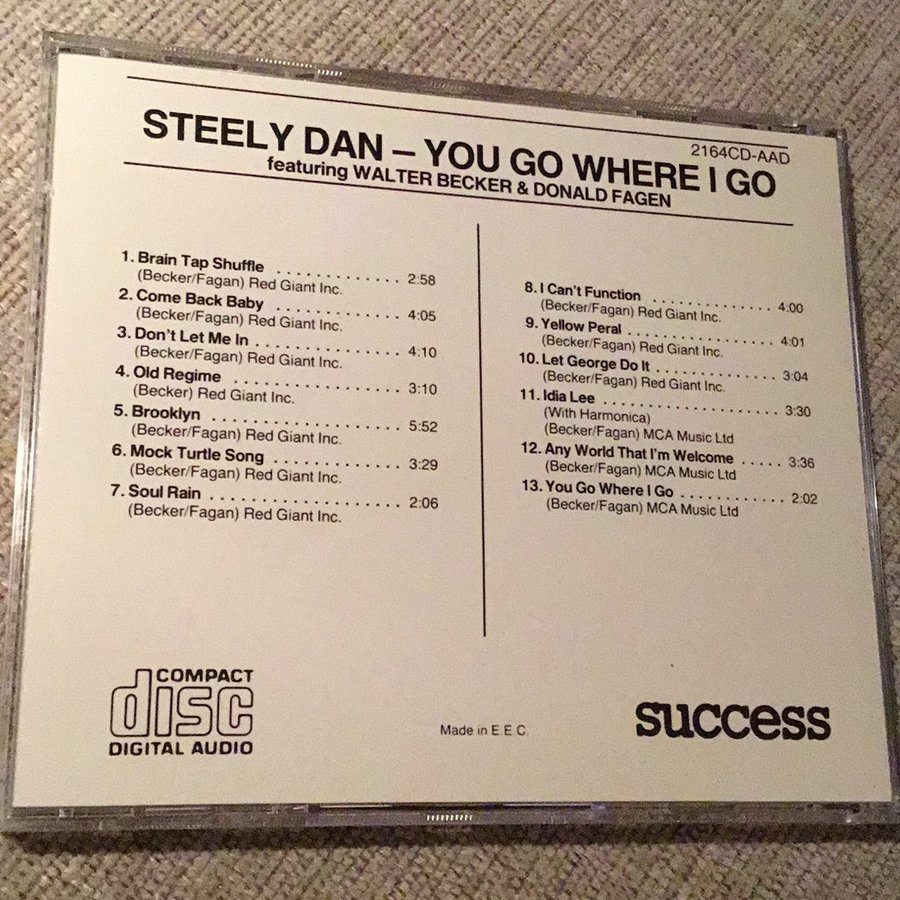 2164CD-AAD
STEELY DAN – YOU GO WHERE I GO
featuring WALTER BECKER & DONALD FAGEN
1. Brain Tap Shuffle . . . . . . . . . . . . . 2:58
(Becker/Fagan) Red Giant Inc.
2. Come Back Baby . . . . . . . . . . . . . 4:05
(Becker/Fagan) Red Giant Inc.
3. Don't Let Me In . . . . . . . . . . . . . . . 4:10
(Becker/Fagan) Red Giant Inc.
4. Old Regime . . . . . . . . . . . . . . . . . 3:10
(Becker) Red Giant Inc.
5. Brooklyn . . . . . . . . . . . . . . . . . . . 5:52
(Becker/Fagan) Red Giant Inc.
6. Mock Turtle Song . . . . . . . . . . . . . 3:29
(Becker/Fagan) Red Giant Inc.
7. Soul Rain . . . . . . . . . . . . . . . . . . . 2:06
(Becker/Fagan) Red Giant Inc.
8. I Can't Function . . . . . . . . . . . . . 4:00
(Becker/Fagan) Red Giant Inc.
9. Yellow Peral . . . . . . . . . . . . . . . . 4:01
(Becker/Fagan) Red Giant Inc.
10. Let George Do It . . . . . . . . . . . . . 3:04
(Becker/Fagan) Red Giant Inc.
11. Idia Lee . . . . . . . . . . . . . . . . . . . 3:30
(With Harmonica)
(Becker/Fagan) MCA Music Ltd
12. Any World That I'm Welcome . . . . . 3:36
(Becker/Fagan) MCA Music Ltd
13. You Go Where I Go . . . . . . . . . . . . 2:02
(Becker/Fagan) MCA Music Ltd
COMPACT
disc
DIGITAL AUDIO
Made in E.E.C.
success